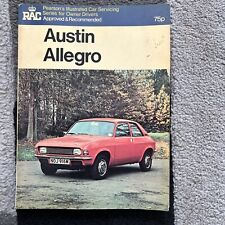 RAC
Pearson's Illustrated Car Servicing
Series for Owner Drivers
Approved & Recommended
75p
Austin
Allegro